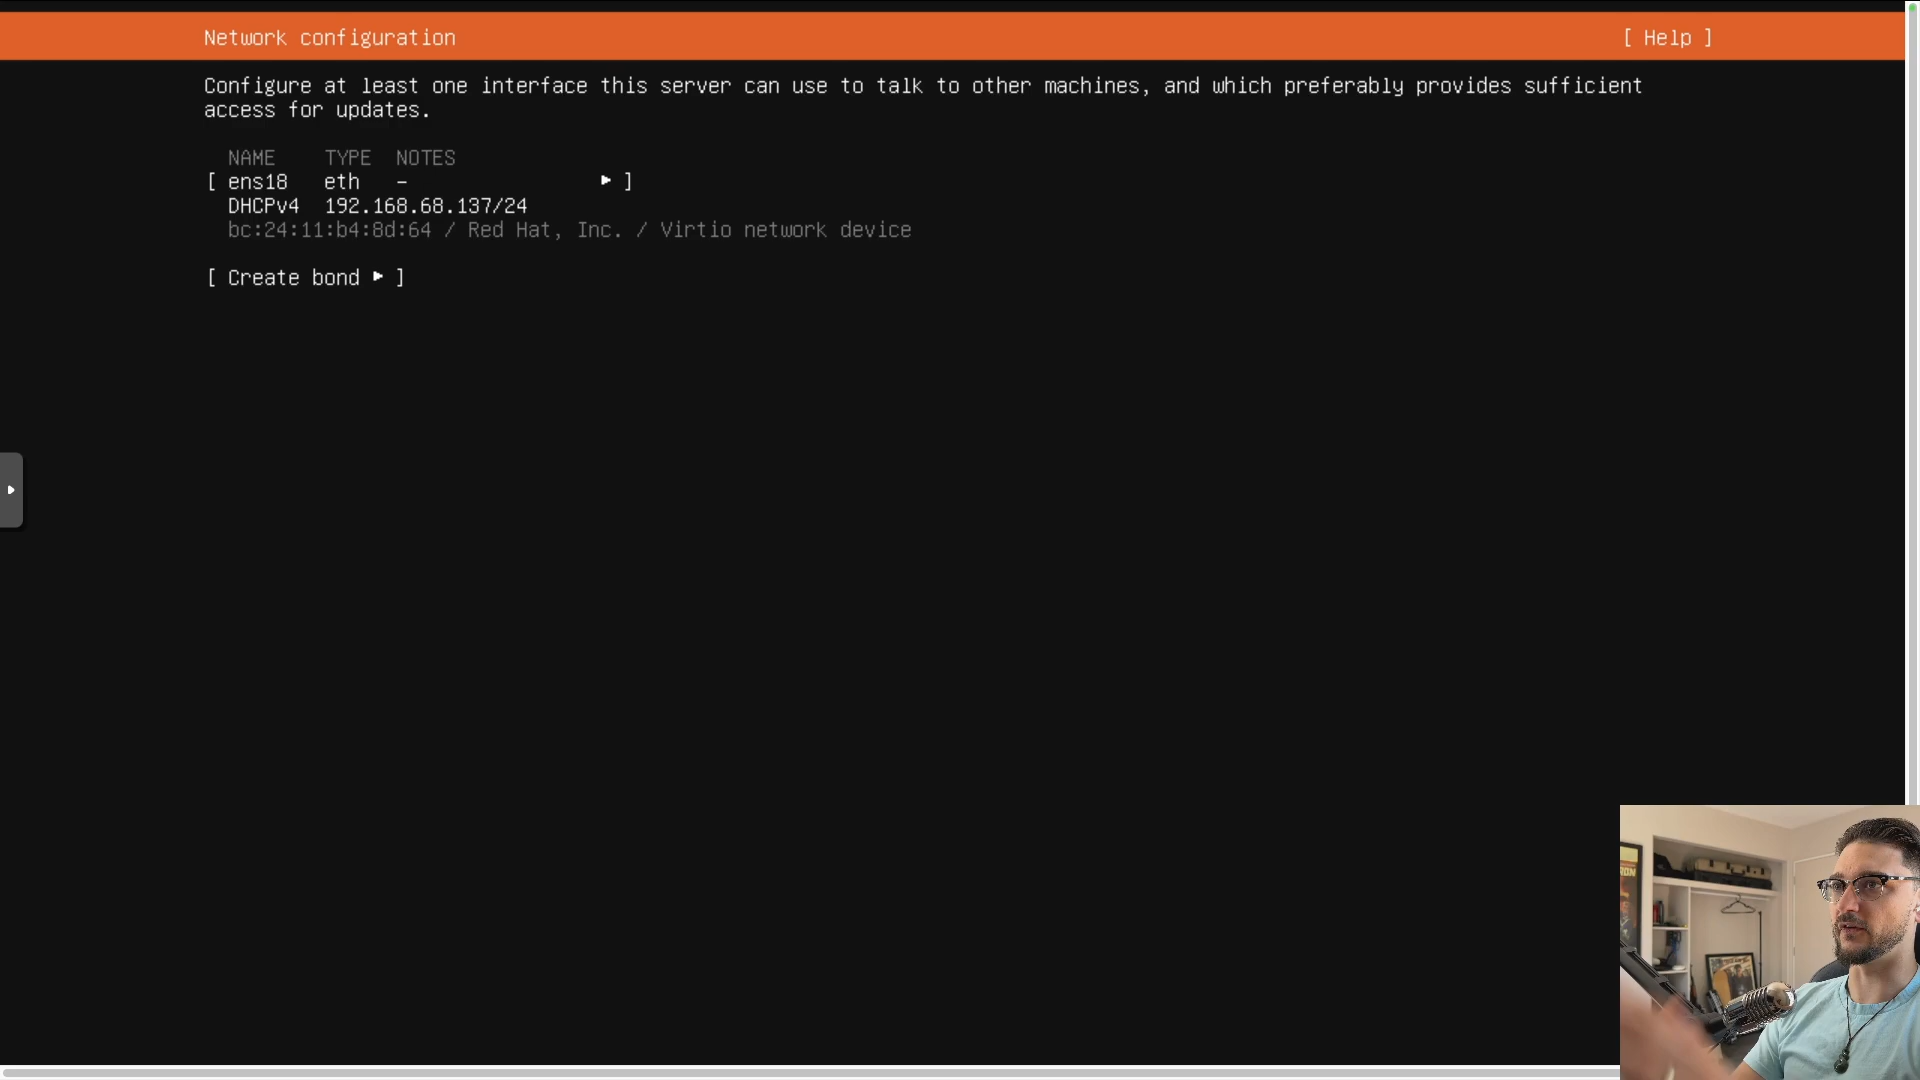 Network configuration [ Help ]
Configure at least one interface this server can use to talk to other machines, and which preferably provides sufficient
access for updates.
NAME TYPE NOTES
[ ens18 eth – ▸ ]
DHCPv4 192.168.68.137/24
bc:24:11:b4:8d:64 / Red Hat, Inc. / Virtio network device
[ Create bond ▸ ]